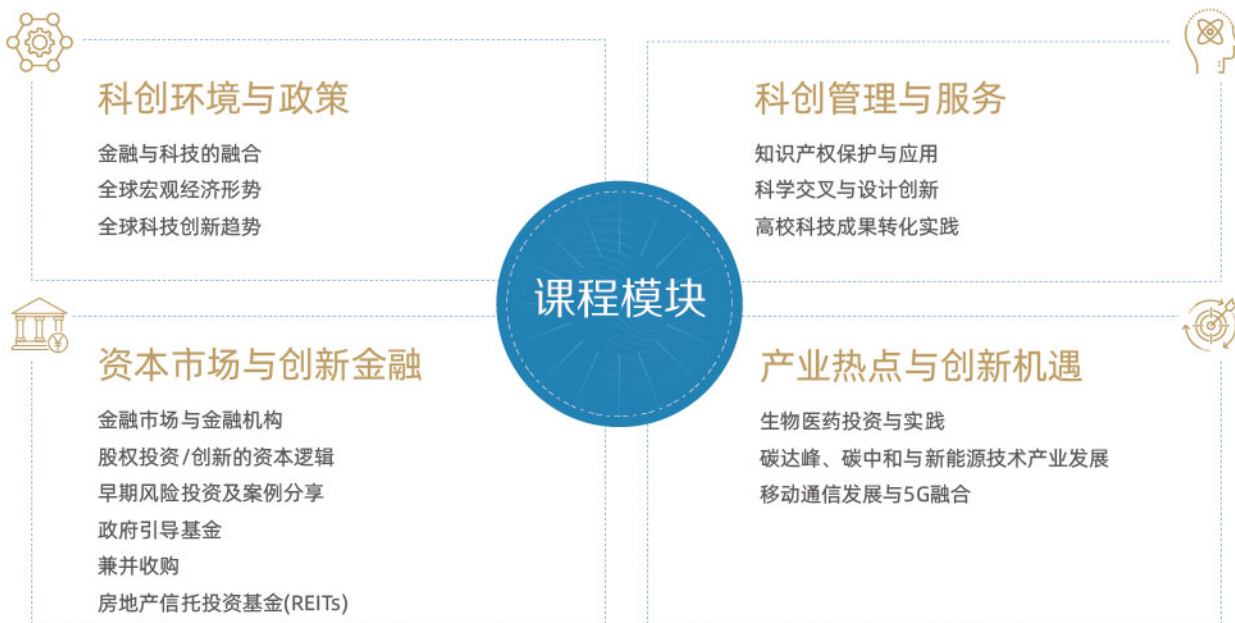 科创环境与政策
金融与科技的融合
全球宏观经济形势
全球科技创新趋势
科创管理与服务
知识产权保护与应用
科学交叉与设计创新
高校科技成果转化实践
课程模块
资本市场与创新金融
金融市场与金融机构
股权投资/创新的资本逻辑
早期风险投资及案例分享
政府引导基金
兼并收购
房地产信托投资基金(REITs)
产业热点与创新机遇
生物医药投资与实践
碳达峰、碳中和与新能源技术产业发展
移动通信发展与5G融合
¥